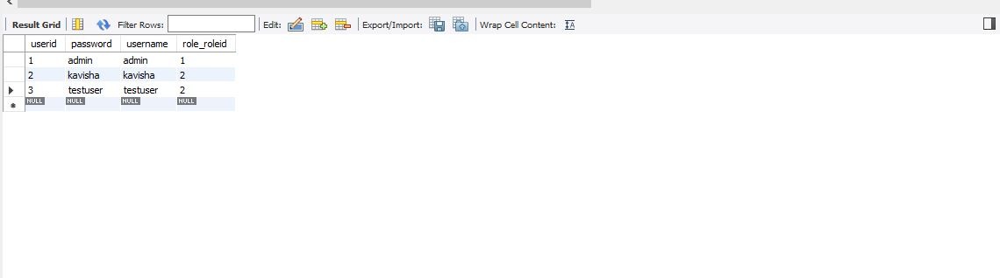 Result Grid Filter Rows: Edit: Export/Import: Wrap Cell Content: IA
userid password username role_roleid
1 admin admin 1
2 kavisha kavisha 2
3 testuser testuser 2
NULL NULL NULL NULL